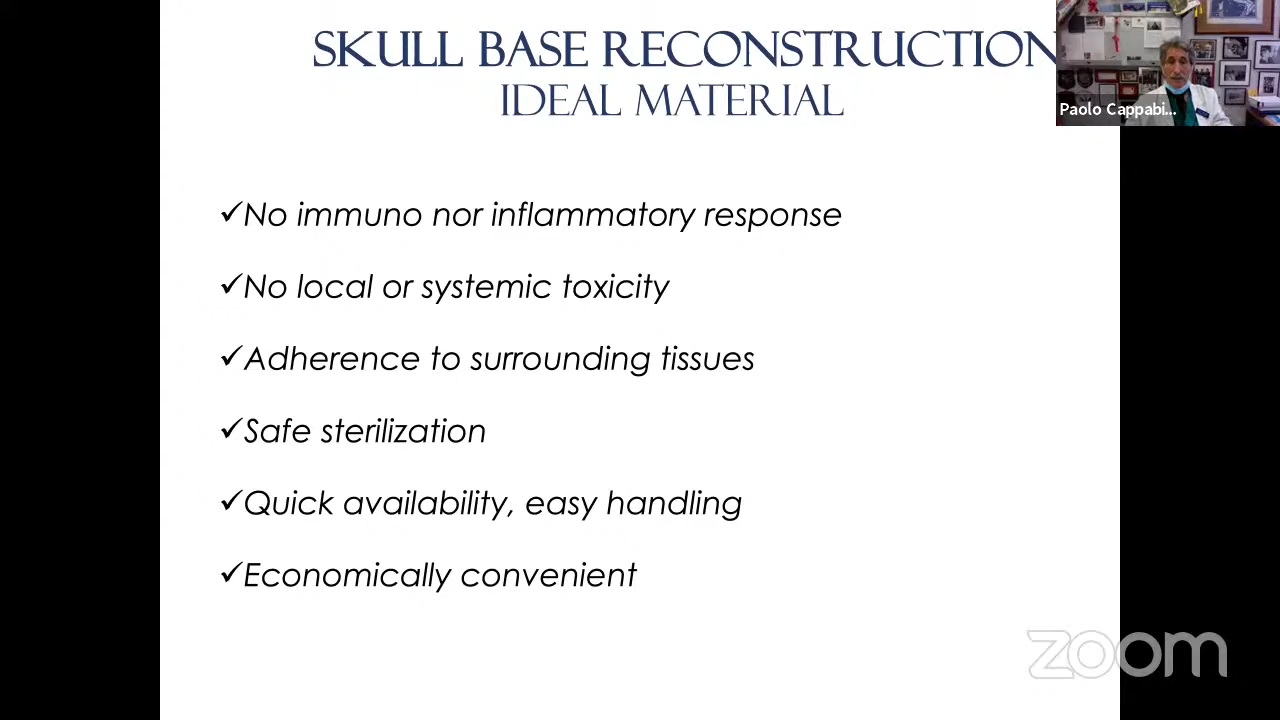 SKULL BASE RECONSTRUCTION
IDEAL MATERIAL
Paolo Cappabi...
✓No immuno nor inflammatory response
✓No local or systemic toxicity
✓Adherence to surrounding tissues
✓Safe sterilization
✓Quick availability, easy handling
✓Economically convenient
zoom